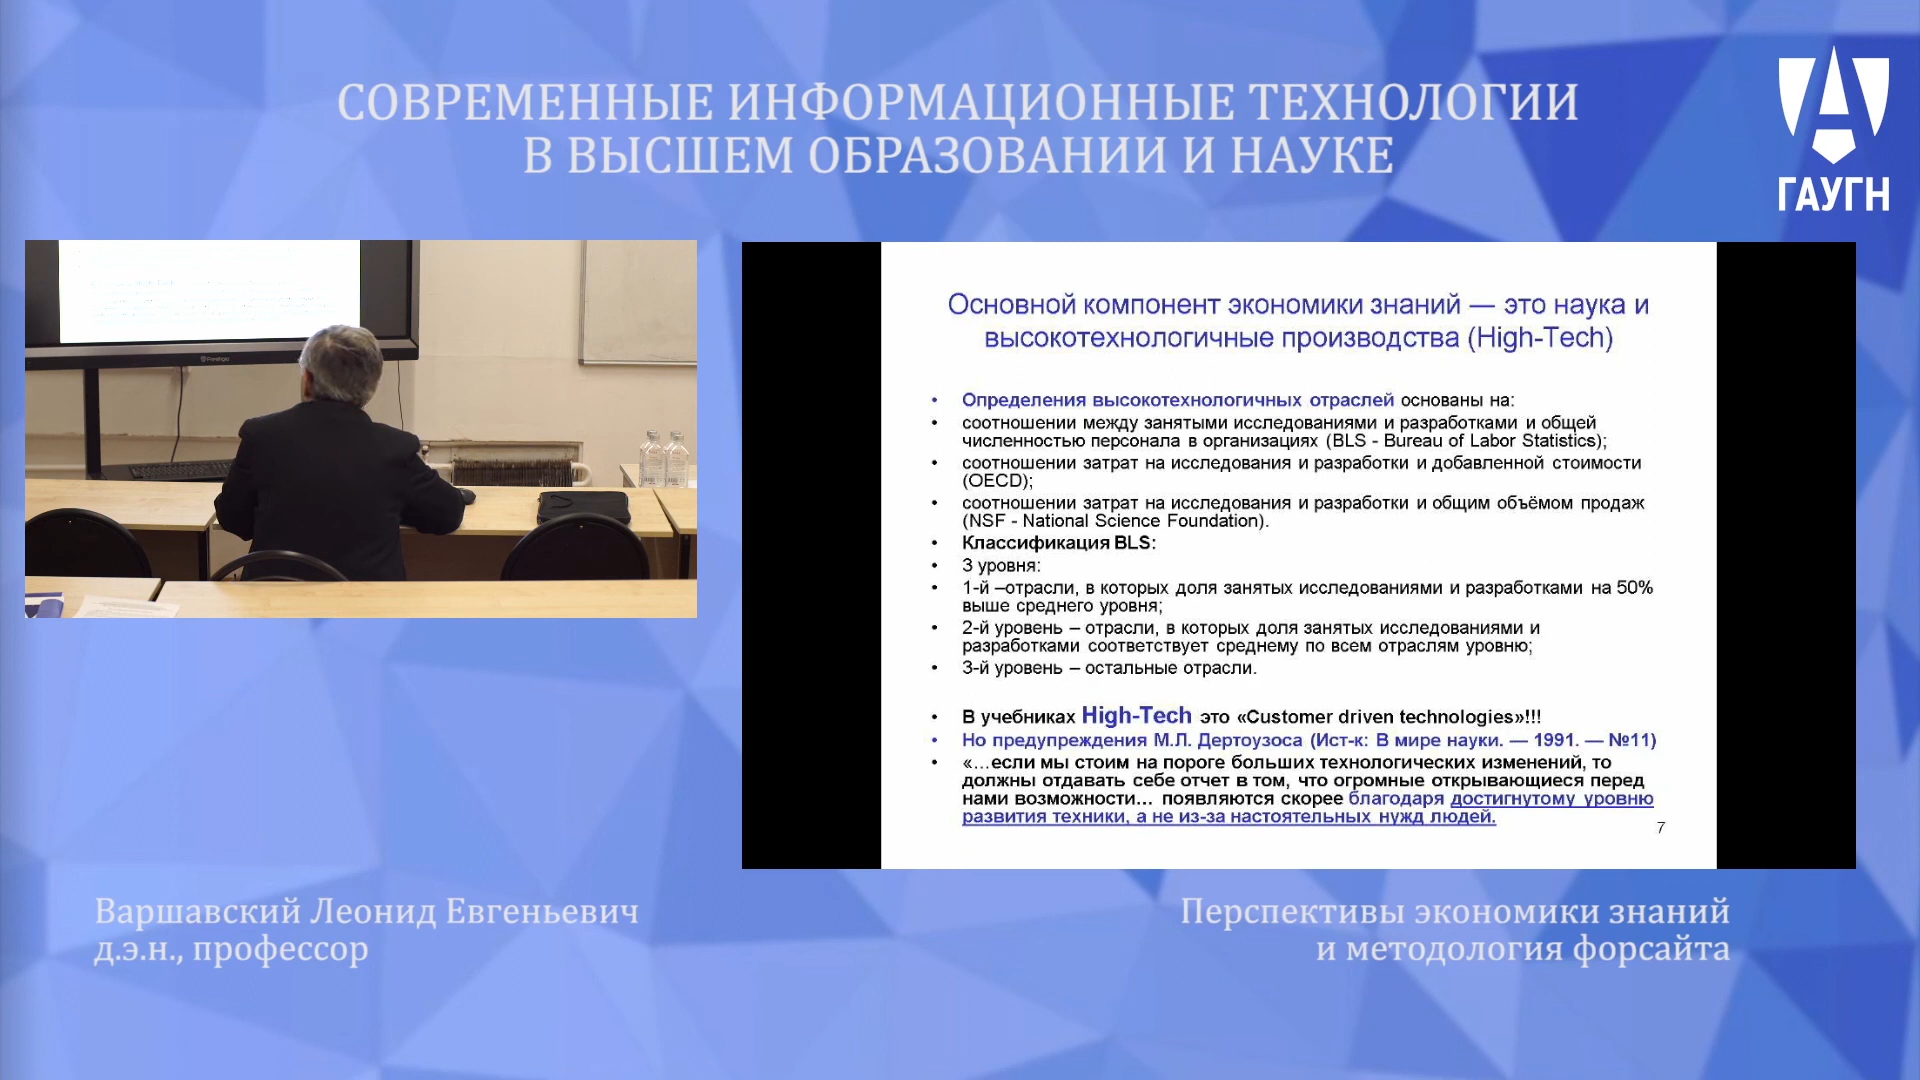 СОВРЕМЕННЫЕ ИНФОРМАЦИОННЫЕ ТЕХНОЛОГИИ
В ВЫСШЕМ ОБРАЗОВАНИИ И НАУКЕ
ГАУГН
Основной компонент экономики знаний — это наука и
высокотехнологичные производства (High-Tech)
• Определения высокотехнологичных отраслей основаны на:
• соотношении между занятыми исследованиями и разработками и общей
численностью персонала в организациях (BLS - Bureau of Labor Statistics);
• соотношении затрат на исследования и разработки и добавленной стоимости
(OECD);
• соотношении затрат на исследования и разработки и общим объёмом продаж
(NSF - National Science Foundation).
• Классификация BLS:
• 3 уровня:
• 1-й –отрасли, в которых доля занятых исследованиями и разработками на 50%
выше среднего уровня;
• 2-й уровень – отрасли, в которых доля занятых исследованиями и
разработками соответствует среднему по всем отраслям уровню;
• 3-й уровень – остальные отрасли.
• В учебниках High-Tech это «Customer driven technologies»!!!
• Но предупреждения М.Л. Дертоузоса (Ист-к: В мире науки. — 1991. — №11)
• «…если мы стоим на пороге больших технологических изменений, то
должны отдавать себе отчет в том, что огромные открывающиеся перед
нами возможности… появляются скорее благодаря достигнутому уровню
развития техники, а не из-за настоятельных нужд людей.
7
Варшавский Леонид Евгеньевич
д.э.н., профессор
Перспективы экономики знаний
и методология форсайта